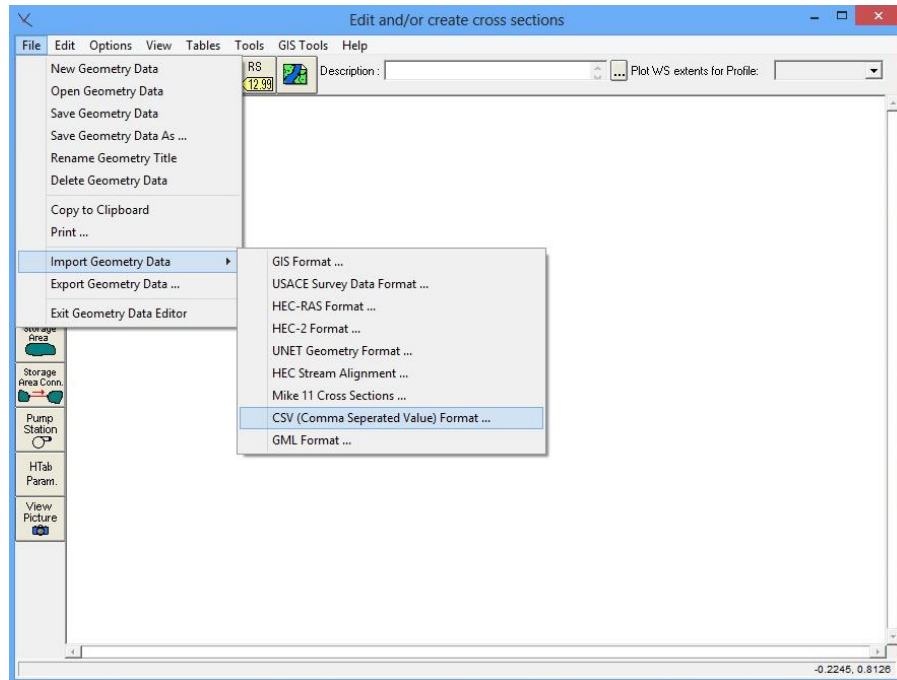 Edit and/or create cross sections
File Edit Options View Tables Tools GIS Tools Help
New Geometry Data
Open Geometry Data
Save Geometry Data
Save Geometry Data As ...
Rename Geometry Title
Delete Geometry Data
Copy to Clipboard
Print ...
Import Geometry Data
Export Geometry Data ...
Exit Geometry Data Editor
RS
12.99
Description :
...
Plot WS extents for Profile:
GIS Format ...
USACE Survey Data Format ...
HEC-RAS Format ...
HEC-2 Format ...
UNET Geometry Format ...
HEC Stream Alignment ...
Mike 11 Cross Sections ...
CSV (Comma Seperated Value) Format ...
GML Format ...
Storage
Area
Storage
Area Conn.
Pump
Station
HTab
Param.
View
Picture
-0.2245, 0.8126